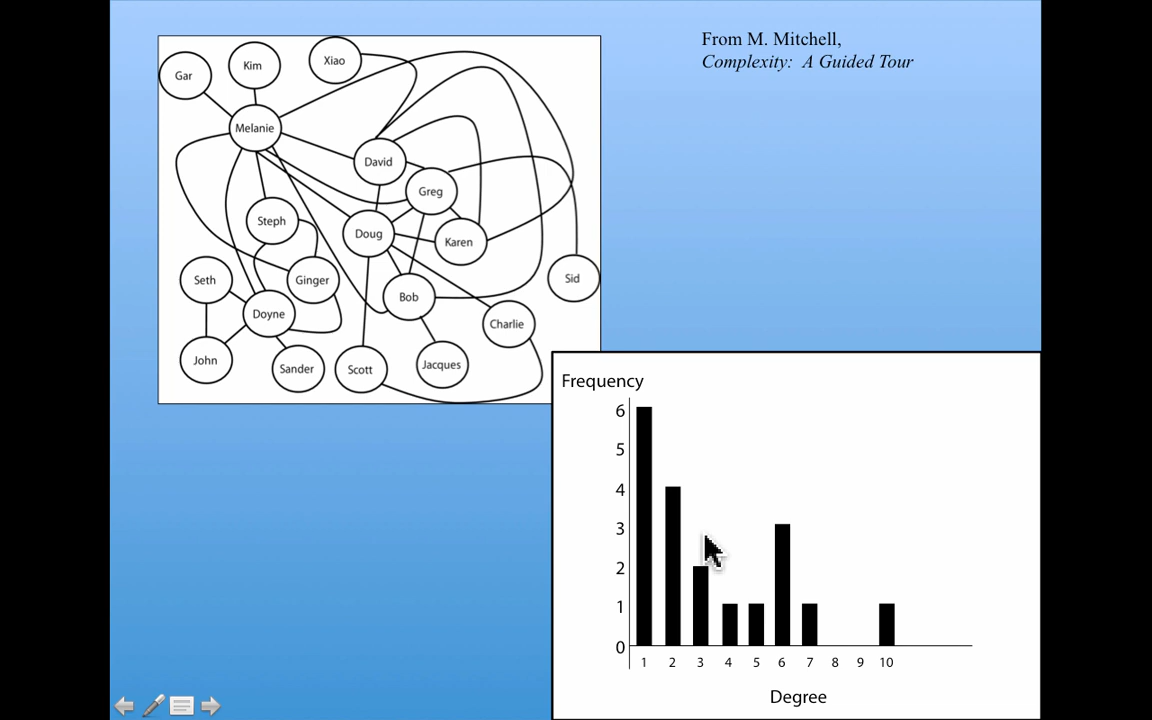 From M. Mitchell,
Complexity: A Guided Tour
Gar
Kim
Xiao
Melanie
David
Greg
Steph
Doug
Karen
Seth
Ginger
Bob
Sid
Doyne
Charlie
John
Sander
Scott
Jacques
Frequency
6
5
4
3
2
1
0
1 2 3 4 5 6 7 8 9 10
Degree